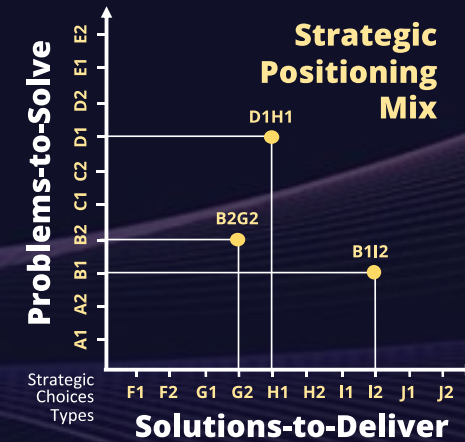 Strategic
Positioning
Mix
Problems-to-Solve
E2
E1
D2
D1
C2
C1
B2
B1
A2
A1
D1H1
B2G2
B1I2
Strategic
Choices
Types
F1 F2 G1 G2 H1 H2 I1 I2 J1 J2
Solutions-to-Deliver